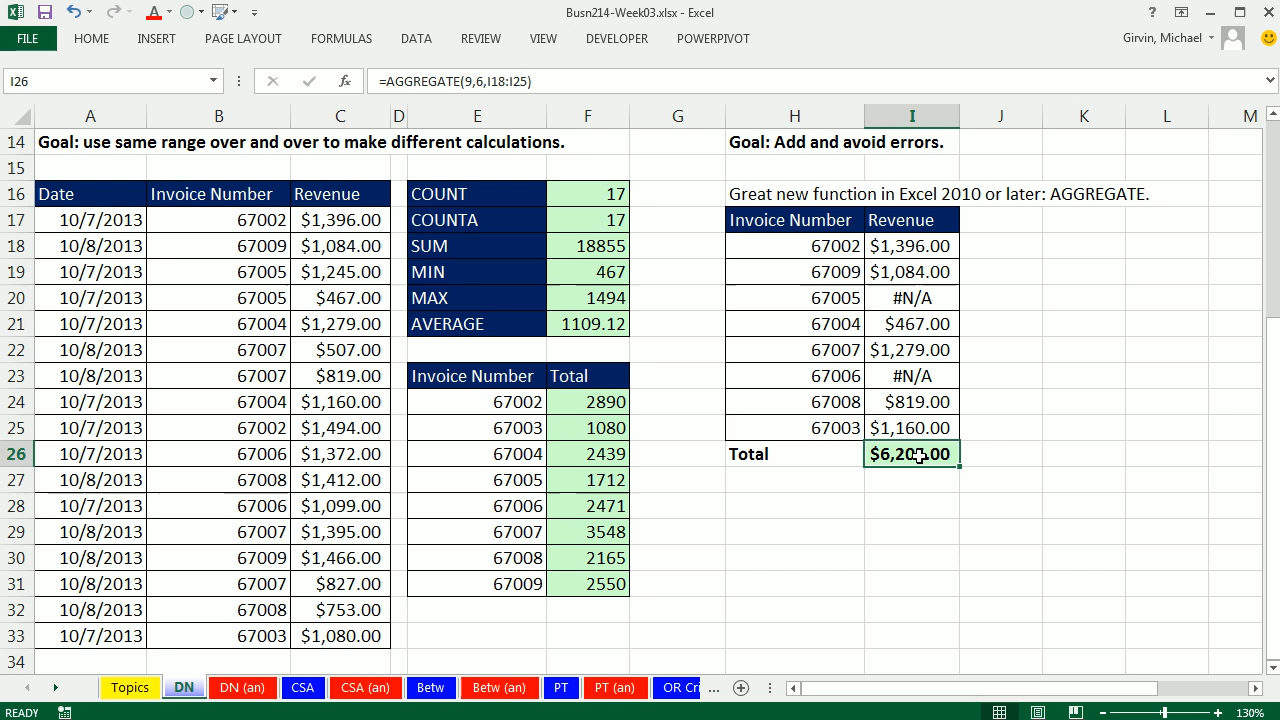 Busn214-Week03.xlsx - Excel
FILE HOME INSERT PAGE LAYOUT FORMULAS DATA REVIEW VIEW DEVELOPER POWERPIVOT Girvin, Michael
I26 fx =AGGREGATE(9,6,I18:I25)
A B C D E F G H I J K L M
14 Goal: use same range over and over to make different calculations. Goal: Add and avoid errors.
15
16 Date Invoice Number Revenue COUNT 17 Great new function in Excel 2010 or later: AGGREGATE.
17 10/7/2013 67002 $1,396.00 COUNTA 17 Invoice Number Revenue
18 10/8/2013 67009 $1,084.00 SUM 18855 67002 $1,396.00
19 10/7/2013 67005 $1,245.00 MIN 467 67009 $1,084.00
20 10/7/2013 67005 $467.00 MAX 1494 67005 #N/A
21 10/7/2013 67004 $1,279.00 AVERAGE 1109.12 67004 $467.00
22 10/8/2013 67007 $507.00 67007 $1,279.00
23 10/8/2013 67007 $819.00 Invoice Number Total 67006 #N/A
24 10/7/2013 67004 $1,160.00 67002 2890 67008 $819.00
25 10/7/2013 67002 $1,494.00 67003 1080 67003 $1,160.00
26 10/7/2013 67006 $1,372.00 67004 2439 Total
27 10/8/2013 67008 $1,412.00 67005 1712
28 10/7/2013 67006 $1,099.00 67006 2471
29 10/8/2013 67007 $1,395.00 67007 3548
30 10/8/2013 67009 $1,466.00 67008 2165
31 10/8/2013 67007 $827.00 67009 2550
32 10/8/2013 67008 $753.00
33 10/7/2013 67003 $1,080.00
34
Topics DN DN (an) CSA CSA (an) Betw Betw (an) PT PT (an) OR Cri ...
READY 130%